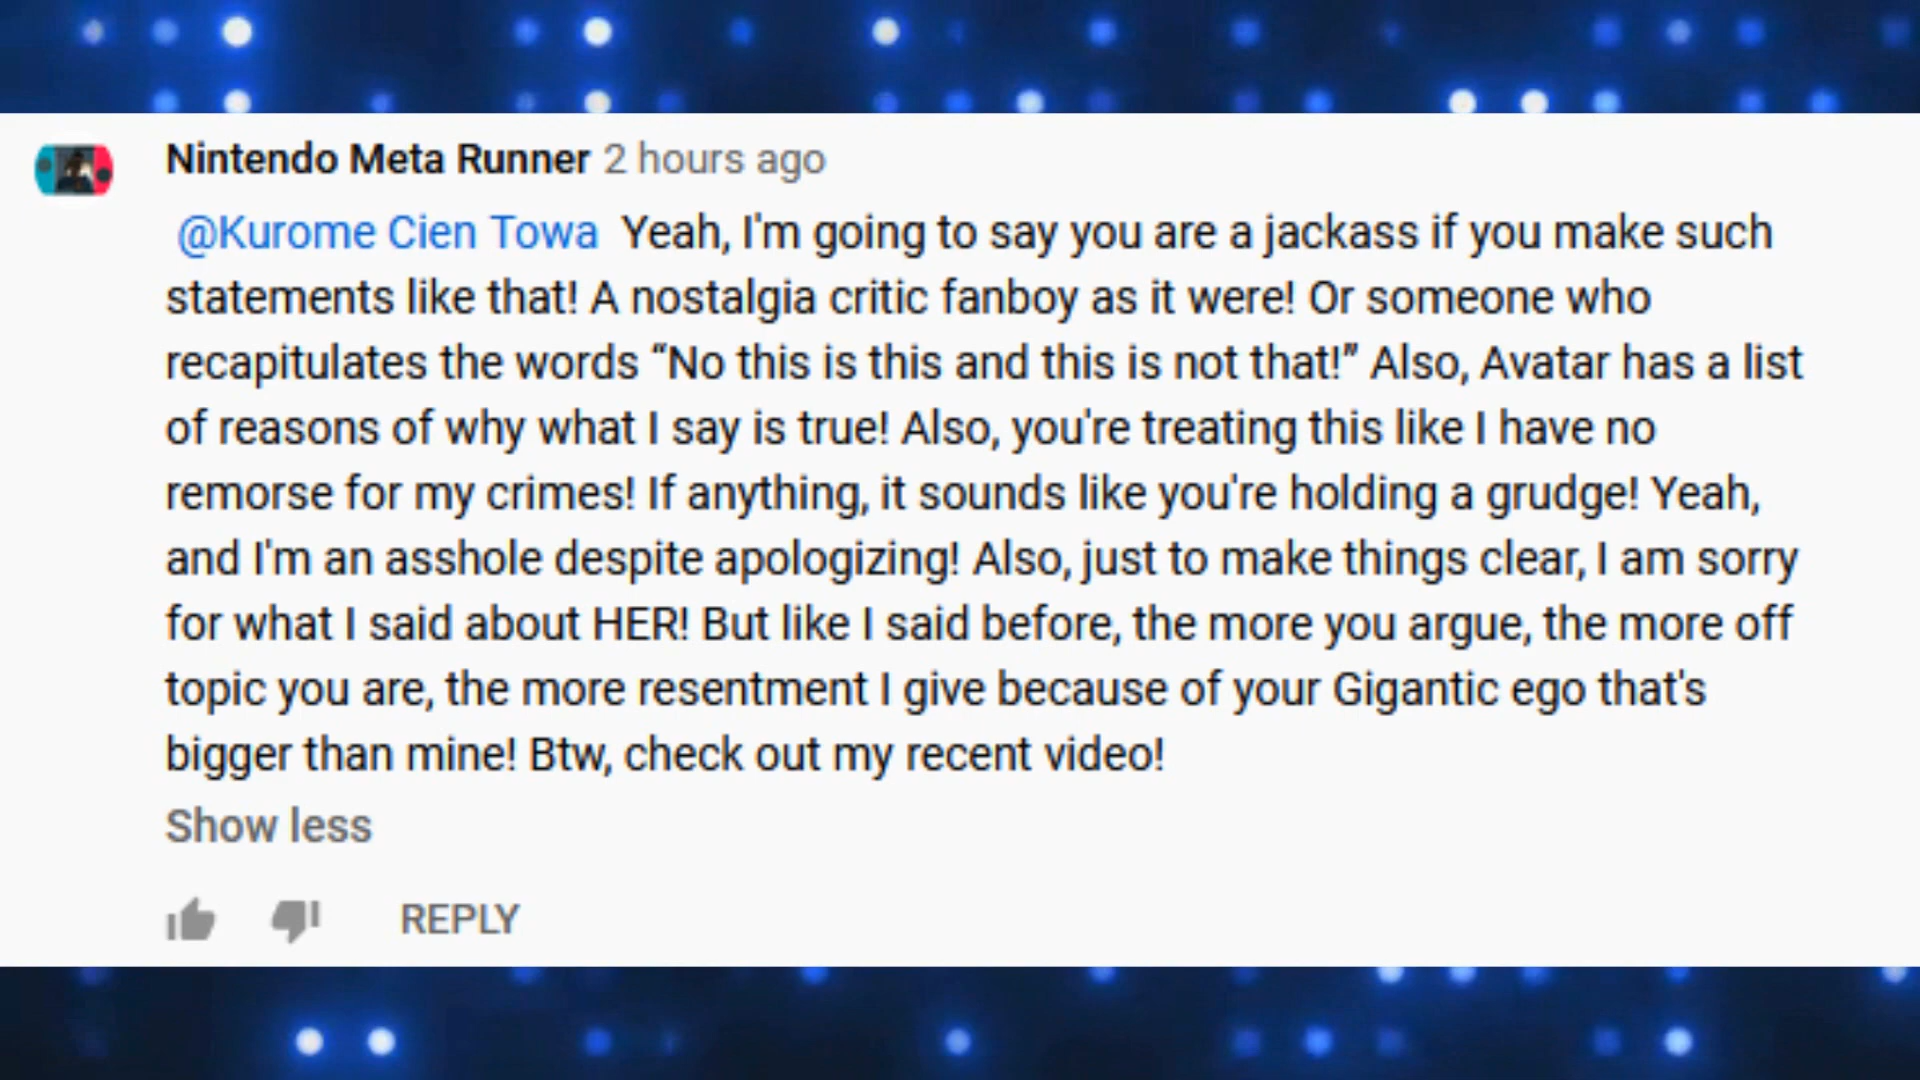 Nintendo Meta Runner 2 hours ago
@Kurome Cien Towa Yeah, I'm going to say you are a jackass if you make such
statements like that! A nostalgia critic fanboy as it were! Or someone who
recapitulates the words “No this is this and this is not that!” Also, Avatar has a list
of reasons of why what I say is true! Also, you're treating this like I have no
remorse for my crimes! If anything, it sounds like you're holding a grudge! Yeah,
and I'm an asshole despite apologizing! Also, just to make things clear, I am sorry
for what I said about HER! But like I said before, the more you argue, the more off
topic you are, the more resentment I give because of your Gigantic ego that's
bigger than mine! Btw, check out my recent video!
Show less
REPLY